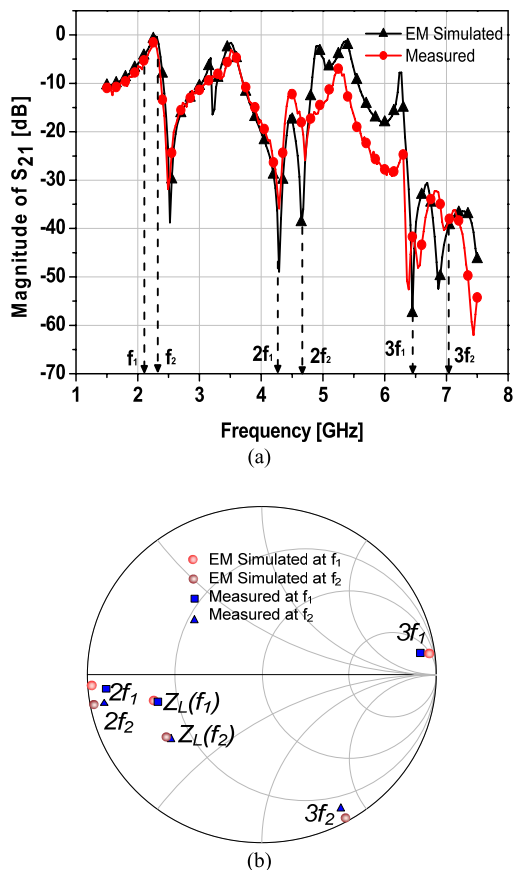 EM Simulated
Measured
Magnitude of S21 [dB]
0
-10
-20
-30
-40
-50
-60
-70
f1
f2
2f1
2f2
3f1
3f2
1 2 3 4 5 6 7 8
Frequency [GHz]
(a)
EM Simulated at f1
EM Simulated at f2
Measured at f1
Measured at f2
3f1
2f1
ZL(f1)
2f2
ZL(f2)
3f2
(b)